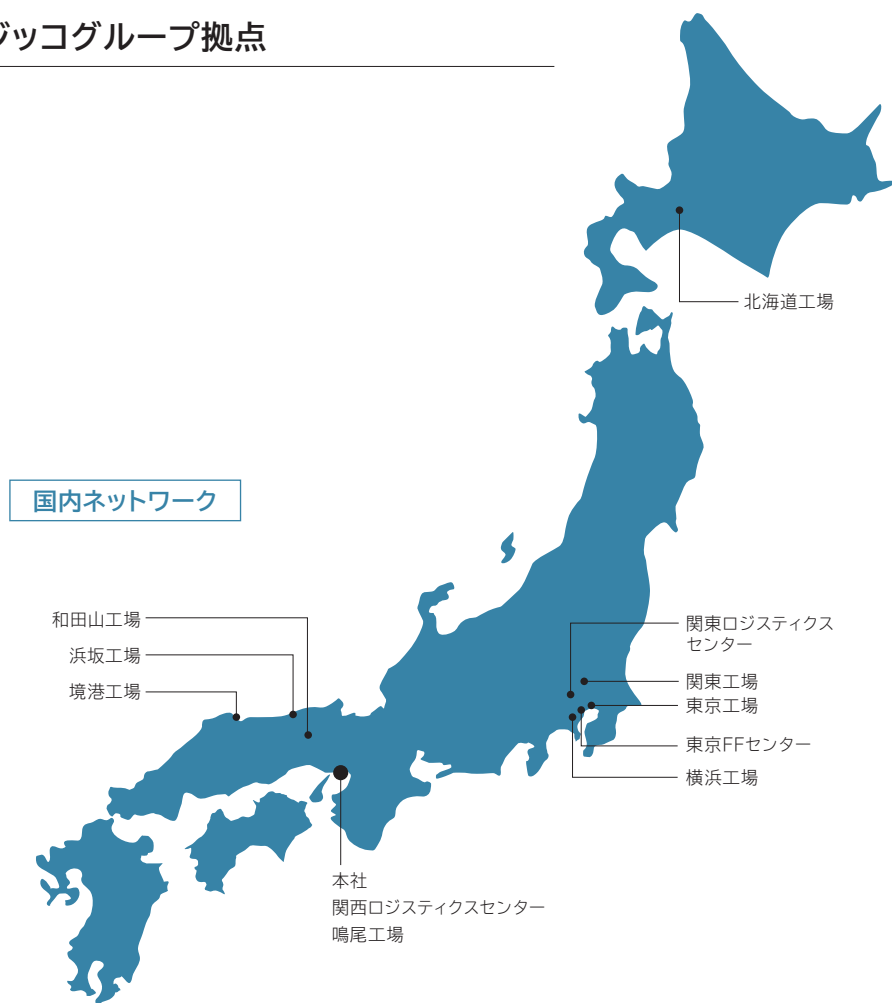 ジッコグループ拠点
北海道工場
国内ネットワーク
和田山工場
浜坂工場
境港工場
関東ロジスティクス
センター
関東工場
東京工場
東京FFセンター
横浜工場
本社
関西ロジスティクスセンター
鳴尾工場